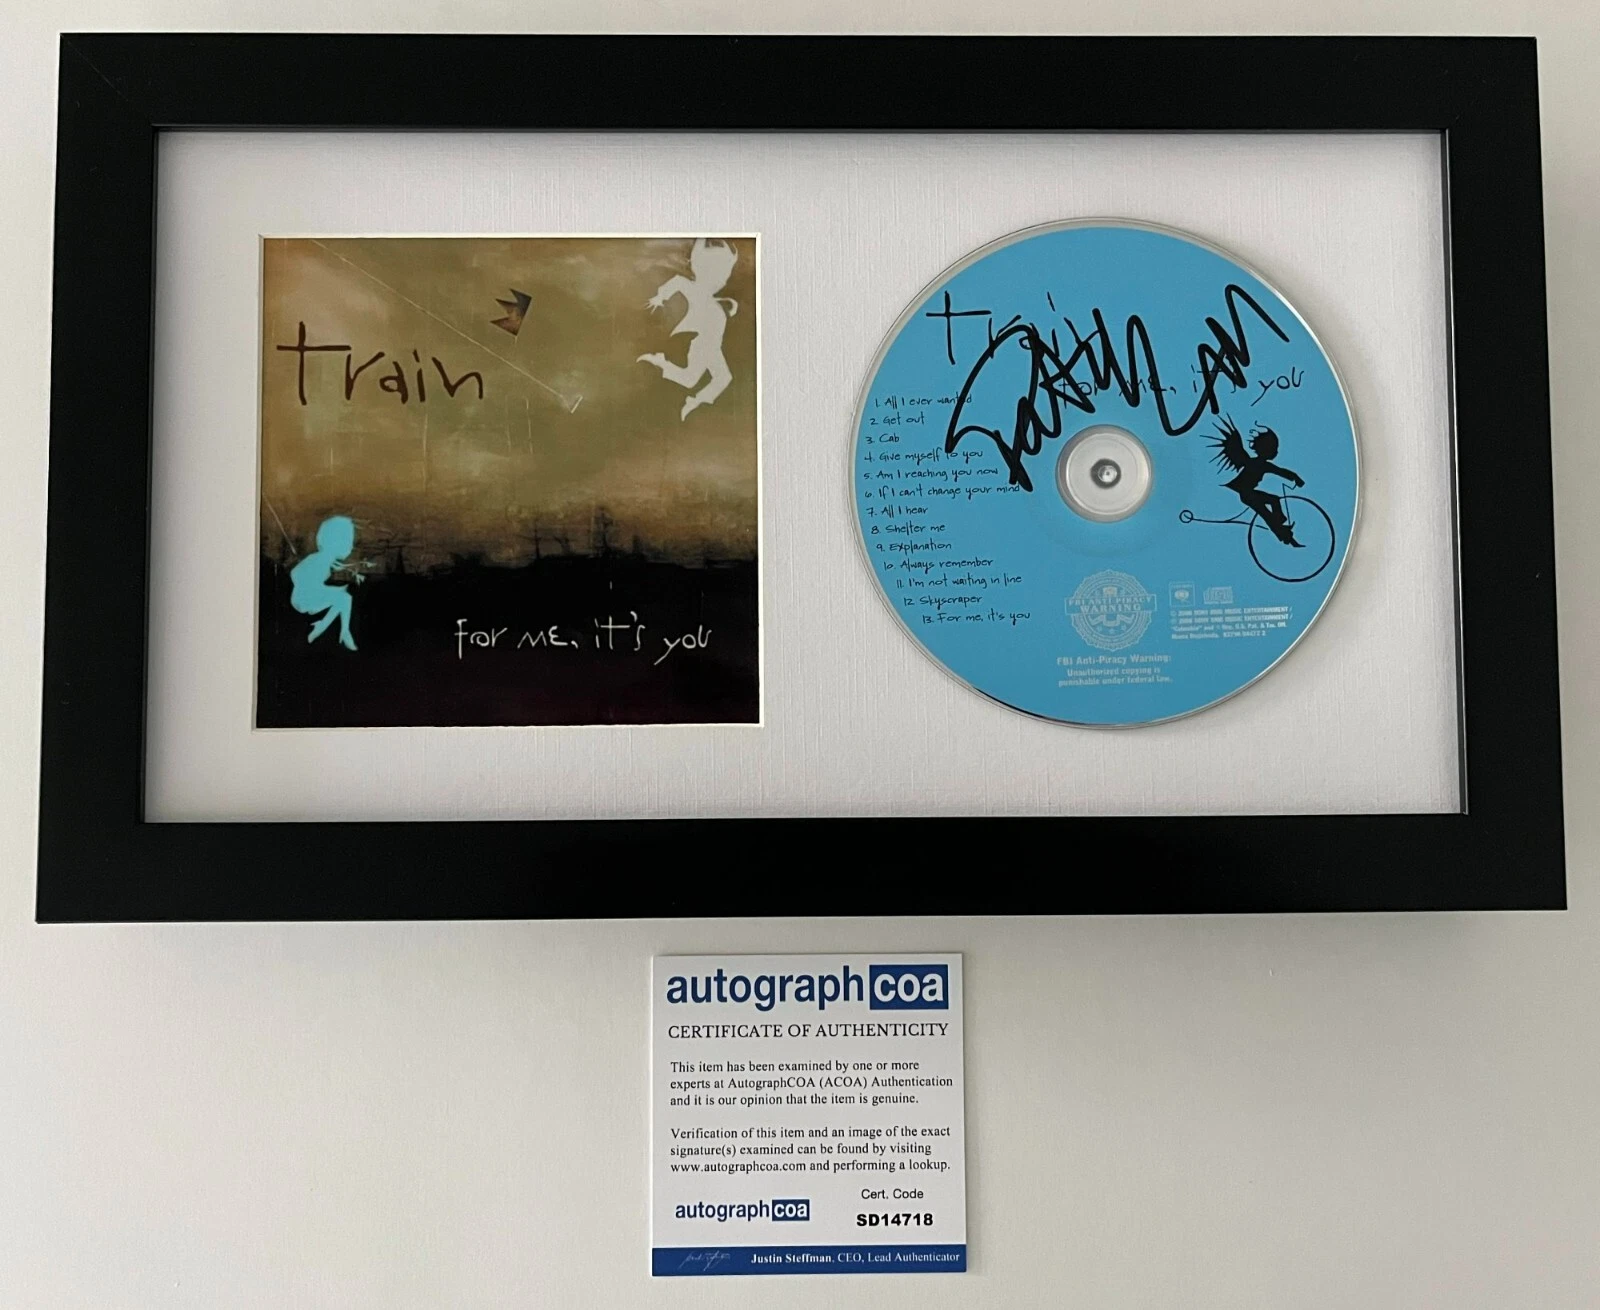 train
for me, it's you
train
for me, it's you
1. All I ever wanted
2. Get out
3. Cab
4. Give myself to you
5. Am I reaching you now
6. If I can't change your mind
7. All I hear
8. Shelter me
9. Explanation
10. Always remember
11. I'm not waiting in line
12. Skyscraper
13. For me, it's you
FBI ANTI-PIRACY
WARNING
FBI Anti-Piracy Warning:
Unauthorized copying is
punishable under federal law.
autographcoa
CERTIFICATE OF AUTHENTICITY
This item has been examined by one or more
experts at AutographCOA (ACOA) Authentication
and it is our opinion that the item is genuine.
Verification of this item and an image of the exact
signature(s) examined can be found by visiting
www.autographcoa.com and performing a lookup.
autographcoa
Cert. Code
SD14718
Justin Steffman, CEO, Lead Authenticator